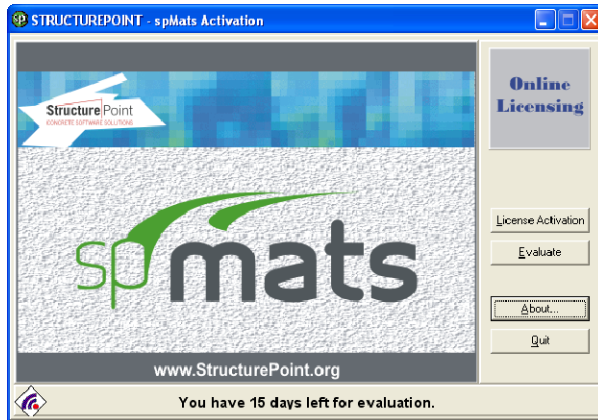 STRUCTUREPOINT - spMats Activation
Structure Point
CONCRETE SOFTWARE SOLUTIONS
spmats
www.StructurePoint.org
Online
Licensing
License Activation
Evaluate
About...
Quit
You have 15 days left for evaluation.